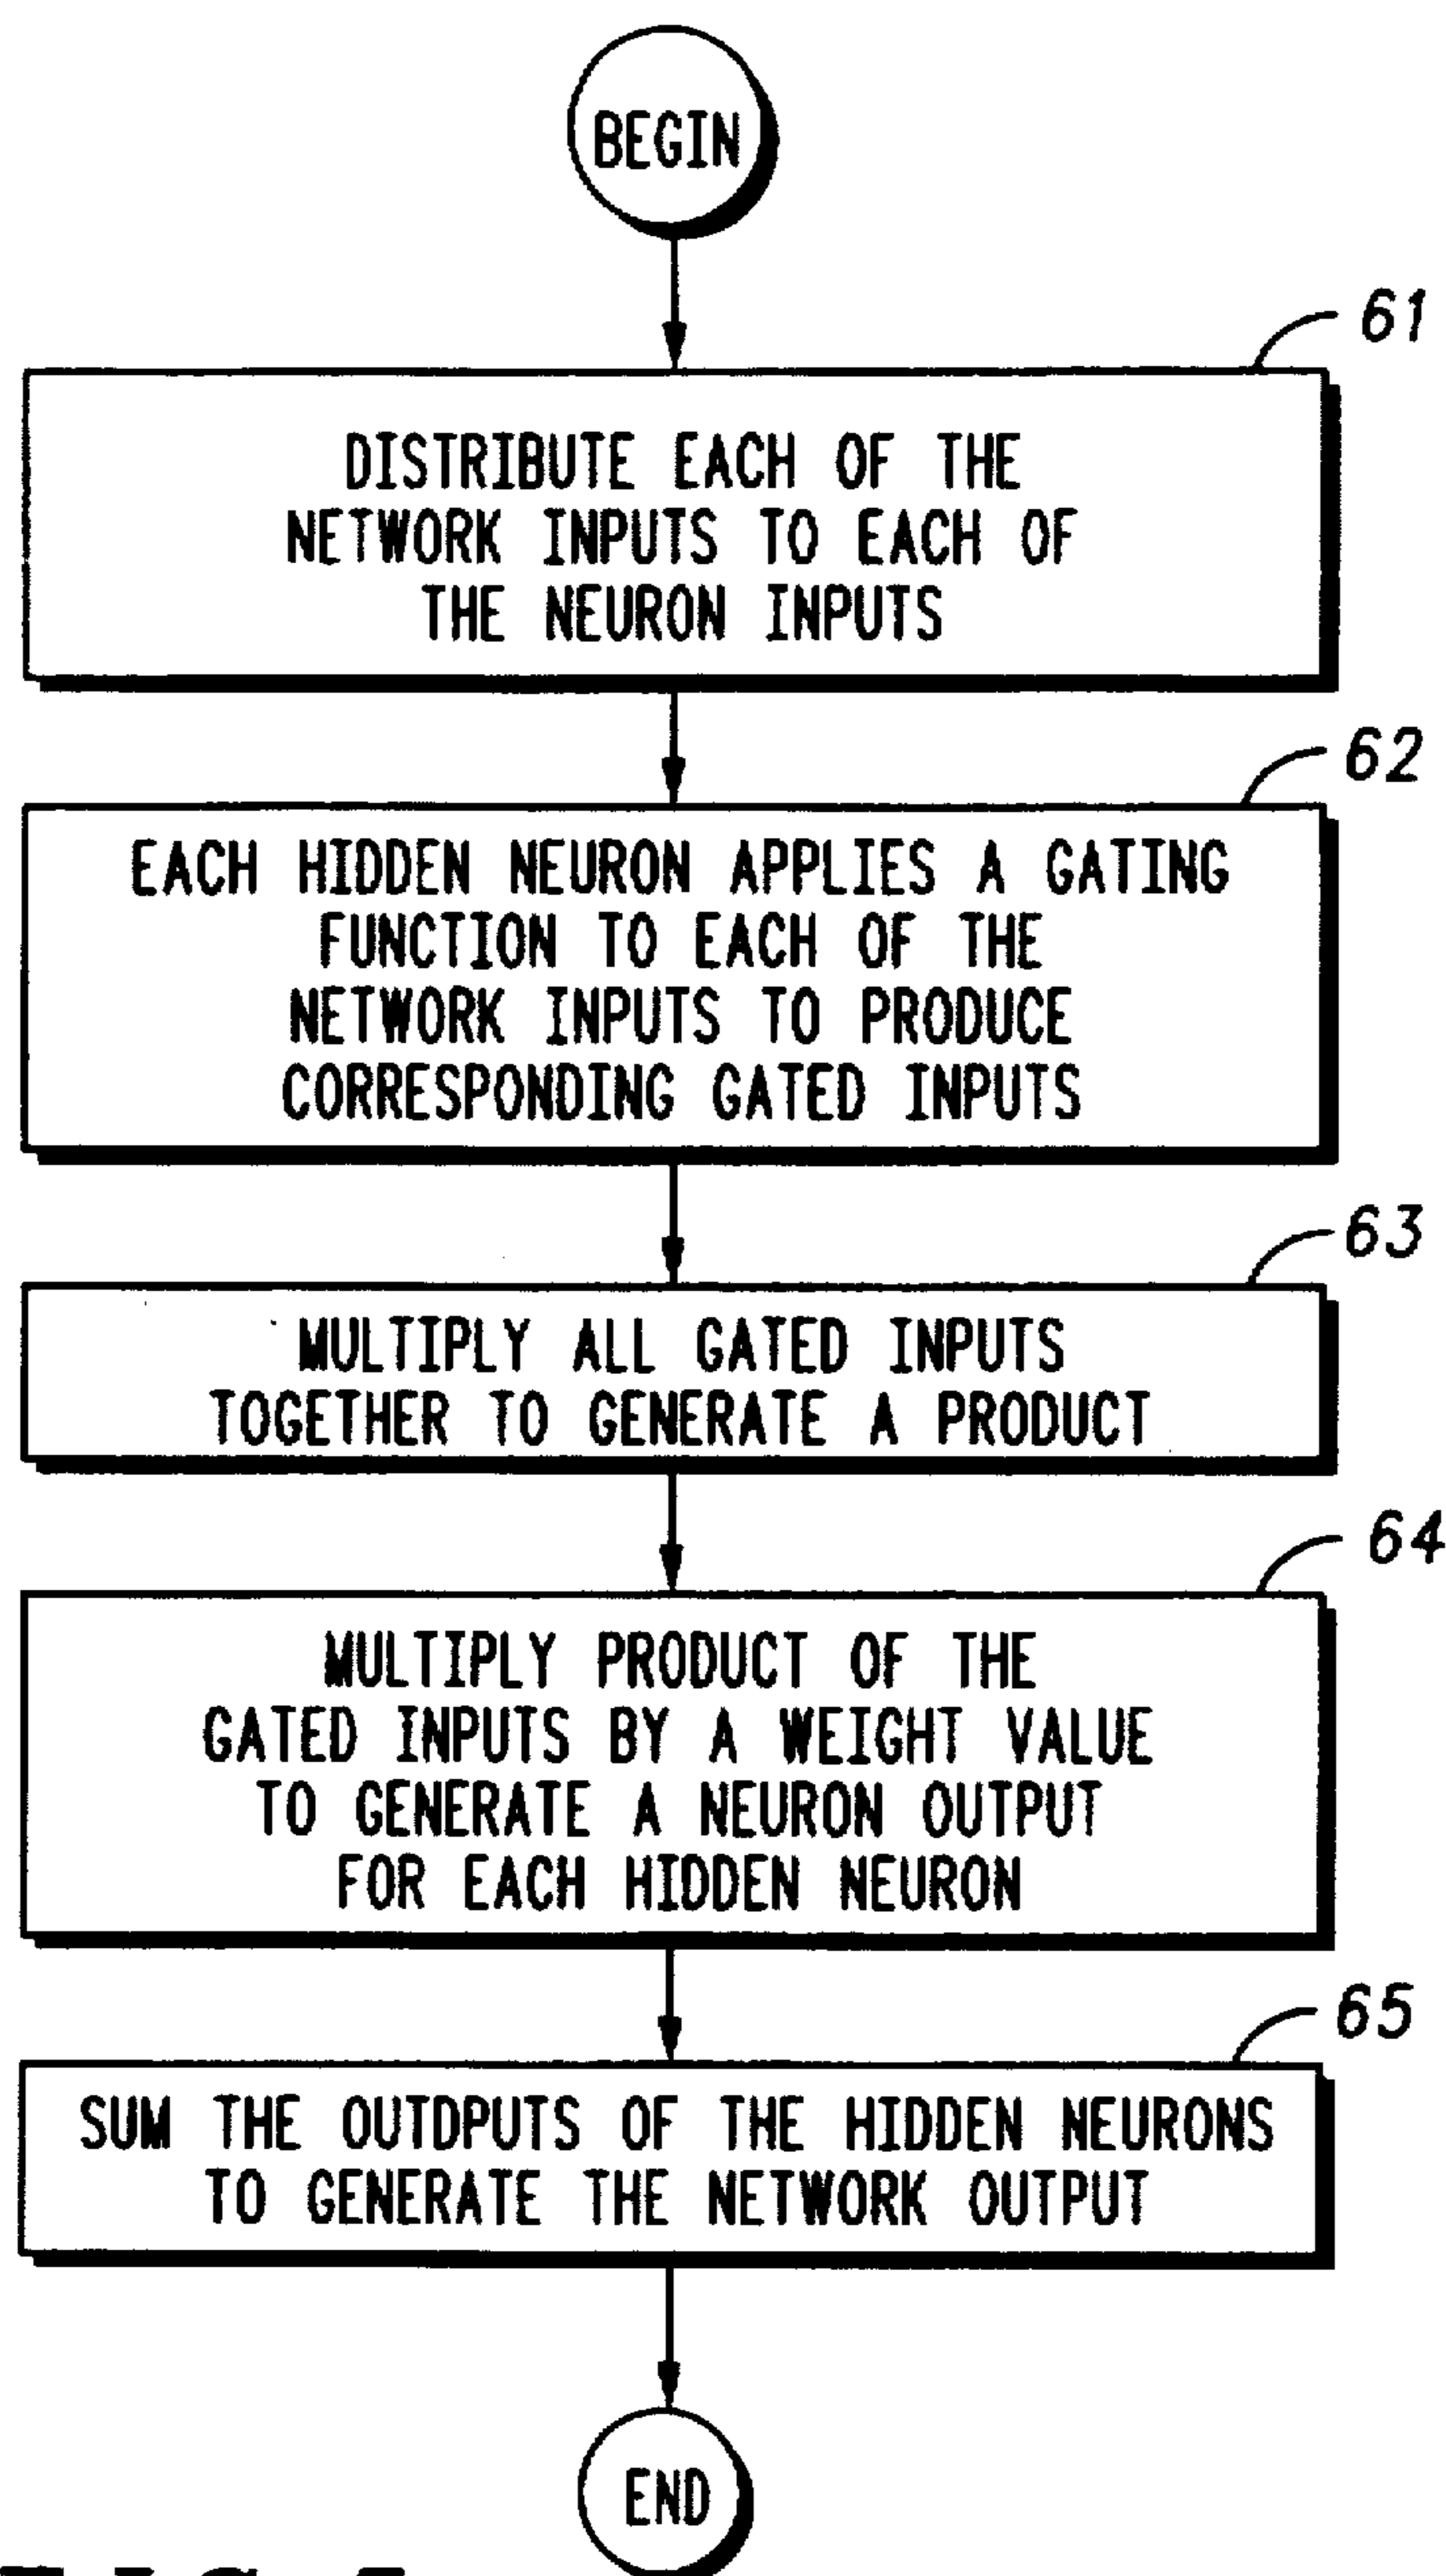 BEGIN
61
DISTRIBUTE EACH OF THE
NETWORK INPUTS TO EACH OF
THE NEURON INPUTS
62
EACH HIDDEN NEURON APPLIES A GATING
FUNCTION TO EACH OF THE
NETWORK INPUTS TO PRODUCE
CORRESPONDING GATED INPUTS
63
MULTIPLY ALL GATED INPUTS
TOGETHER TO GENERATE A PRODUCT
64
MULTIPLY PRODUCT OF THE
GATED INPUTS BY A WEIGHT VALUE
TO GENERATE A NEURON OUTPUT
FOR EACH HIDDEN NEURON
65
SUM THE OUTDPUTS OF THE HIDDEN NEURONS
TO GENERATE THE NETWORK OUTPUT
END